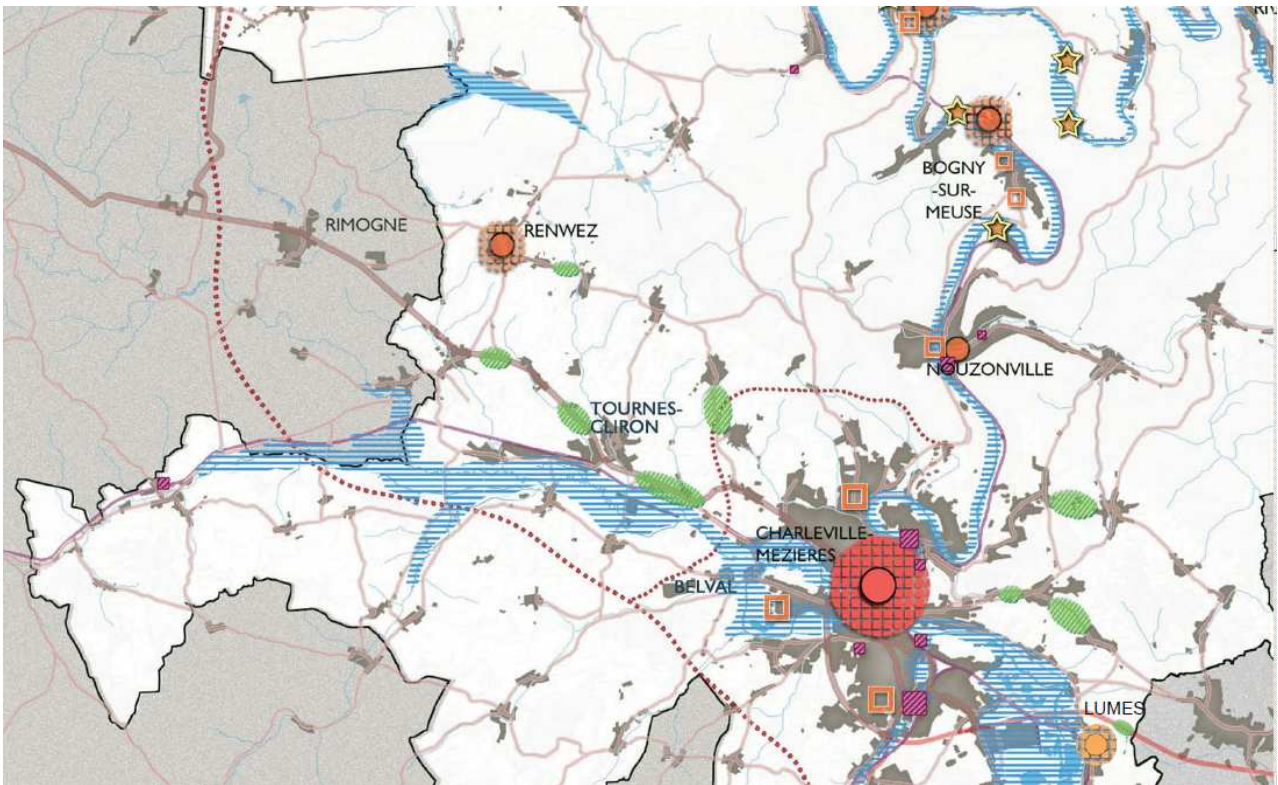 BOGNY
-SUR-
MEUSE
RIMOGNE
RENWEZ
NOUZONVILLE
TOURNES-
CLIRON
CHARLEVILLE-
MEZIERES
BELVAL
LUMES